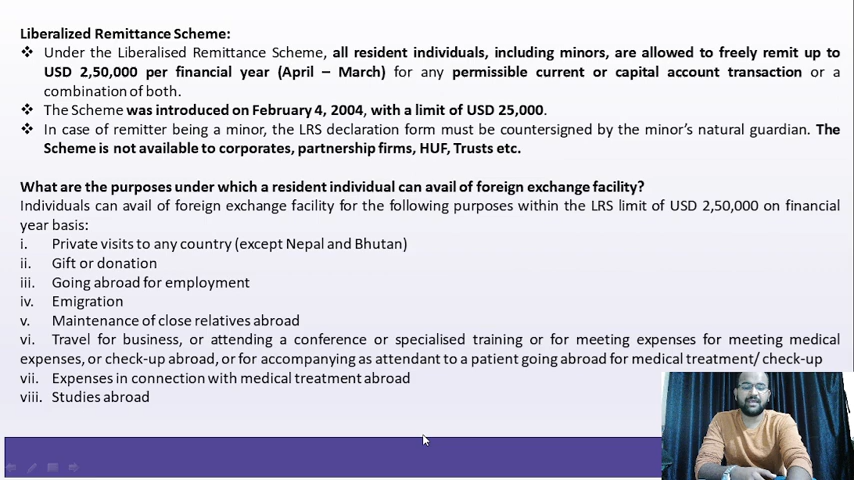 Liberalized Remittance Scheme:
❖ Under the Liberalised Remittance Scheme, all resident individuals, including minors, are allowed to freely remit up to
USD 2,50,000 per financial year (April – March) for any permissible current or capital account transaction or a
combination of both.
❖ The Scheme was introduced on February 4, 2004, with a limit of USD 25,000.
❖ In case of remitter being a minor, the LRS declaration form must be countersigned by the minor's natural guardian. The
Scheme is not available to corporates, partnership firms, HUF, Trusts etc.
What are the purposes under which a resident individual can avail of foreign exchange facility?
Individuals can avail of foreign exchange facility for the following purposes within the LRS limit of USD 2,50,000 on financial
year basis:
i. Private visits to any country (except Nepal and Bhutan)
ii. Gift or donation
iii. Going abroad for employment
iv. Emigration
v. Maintenance of close relatives abroad
vi. Travel for business, or attending a conference or specialised training or for meeting expenses for meeting medical
expenses, or check-up abroad, or for accompanying as attendant to a patient going abroad for medical treatment/ check-up
vii. Expenses in connection with medical treatment abroad
viii. Studies abroad